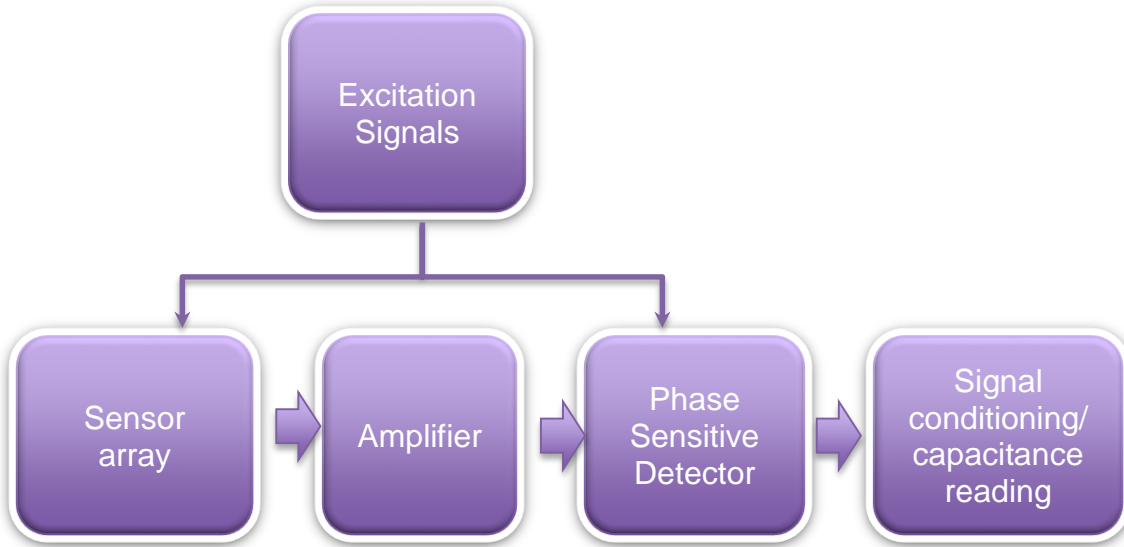 Excitation
Signals
Sensor
array
Amplifier
Phase
Sensitive
Detector
Signal
conditioning/
capacitance
reading